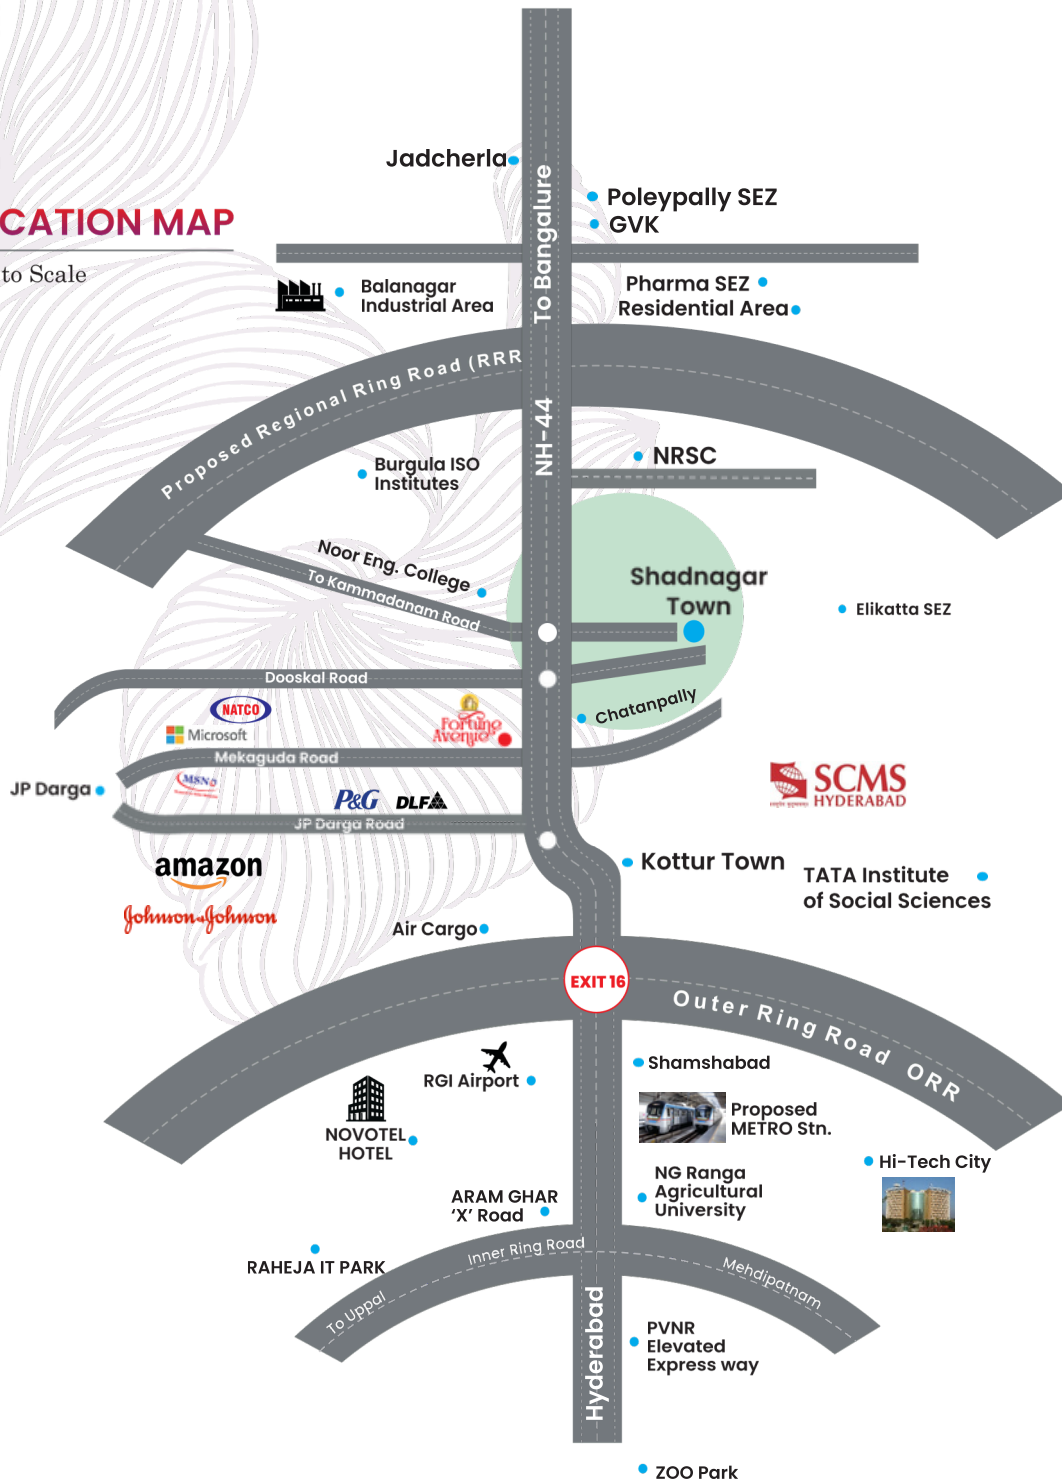 Jadcherla
To Bangalure
Poleypally SEZ
GVK
CATION MAP
to Scale
Balanagar
Industrial Area
Pharma SEZ
Residential Area
Proposed Regional Ring Road (RRR
NH-44
Burgula ISO
Institutes
NRSC
Noor Eng. College
To Kammadanam Road
Shadnagar
Town
Elikatta SEZ
Dooskal Road
NATCO
Microsoft
Fortune
Avenue
Chatanpally
Mekaguda Road
JP Darga
MSN
P&G
DLF
SCMS
HYDERABAD
JP Darga Road
amazon
Johnson & Johnson
Kottur Town
TATA Institute
of Social Sciences
Air Cargo
EXIT 16
Outer Ring Road ORR
RGI Airport
Shamshabad
NOVOTEL
HOTEL
Proposed
METRO Stn.
Hi-Tech City
NG Ranga
Agricultural
University
ARAM GHAR
‘X’ Road
RAHEJA IT PARK
Inner Ring Road
To Uppal
Mehdipatnam
Hyderabad
PVNR
Elevated
Express way
ZOO Park